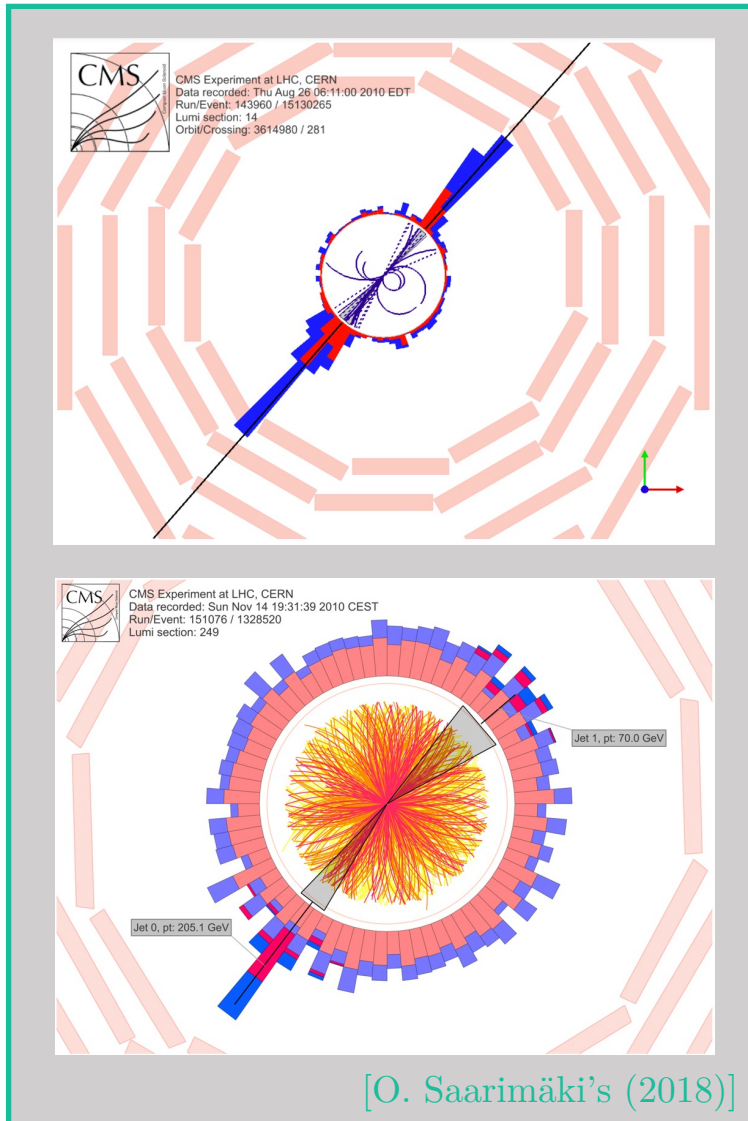 CMS
CMS Experiment at LHC, CERN
Data recorded: Thu Aug 26 06:11:00 2010 EDT
Run/Event: 143960 / 15130265
Lumi section: 14
Orbit/Crossing: 3614980 / 281
CMS
CMS Experiment at LHC, CERN
Data recorded: Sun Nov 14 19:31:39 2010 CEST
Run/Event: 151076 / 1328520
Lumi section: 249
Jet 1, pt: 70.0 GeV
Jet 0, pt: 205.1 GeV
[O. Saarimäki's (2018)]